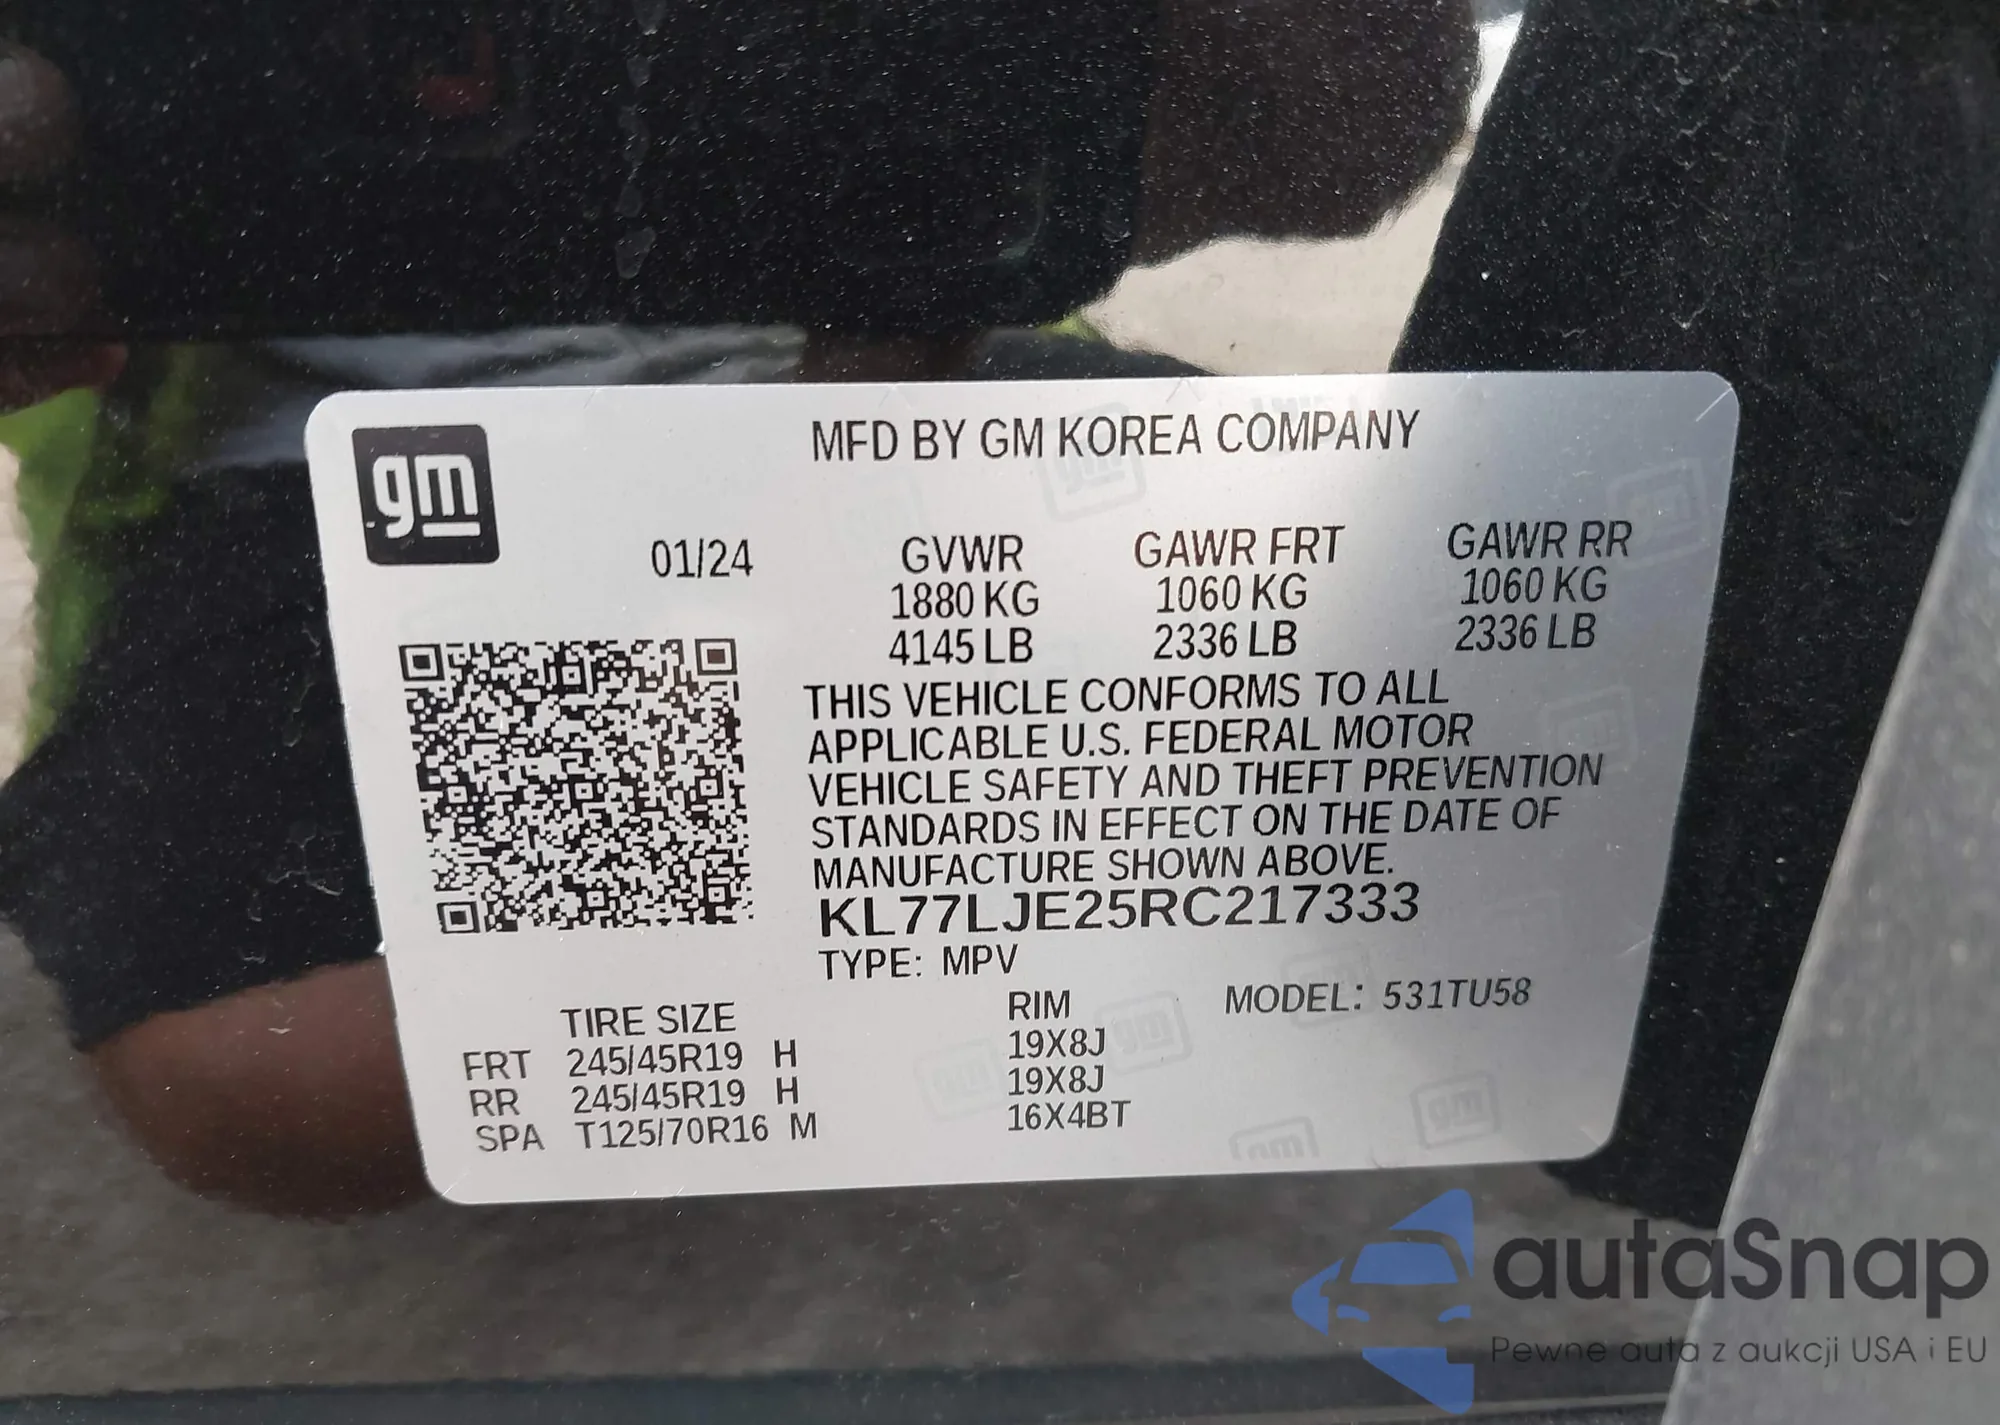 gm
MFD BY GM KOREA COMPANY
01/24
GVWR GAWR FRT GAWR RR
1880 KG 1060 KG 1060 KG
4145 LB 2336 LB 2336 LB
THIS VEHICLE CONFORMS TO ALL
APPLICABLE U.S. FEDERAL MOTOR
VEHICLE SAFETY AND THEFT PREVENTION
STANDARDS IN EFFECT ON THE DATE OF
MANUFACTURE SHOWN ABOVE.
KL77LJE25RC217333
TYPE: MPV
MODEL: 531TU58
TIRE SIZE RIM
FRT 245/45R19 H 19X8J
RR 245/45R19 H 19X8J
SPA T125/70R16 M 16X4BT
autaSnap
Pewne auta z aukcji USA i EU